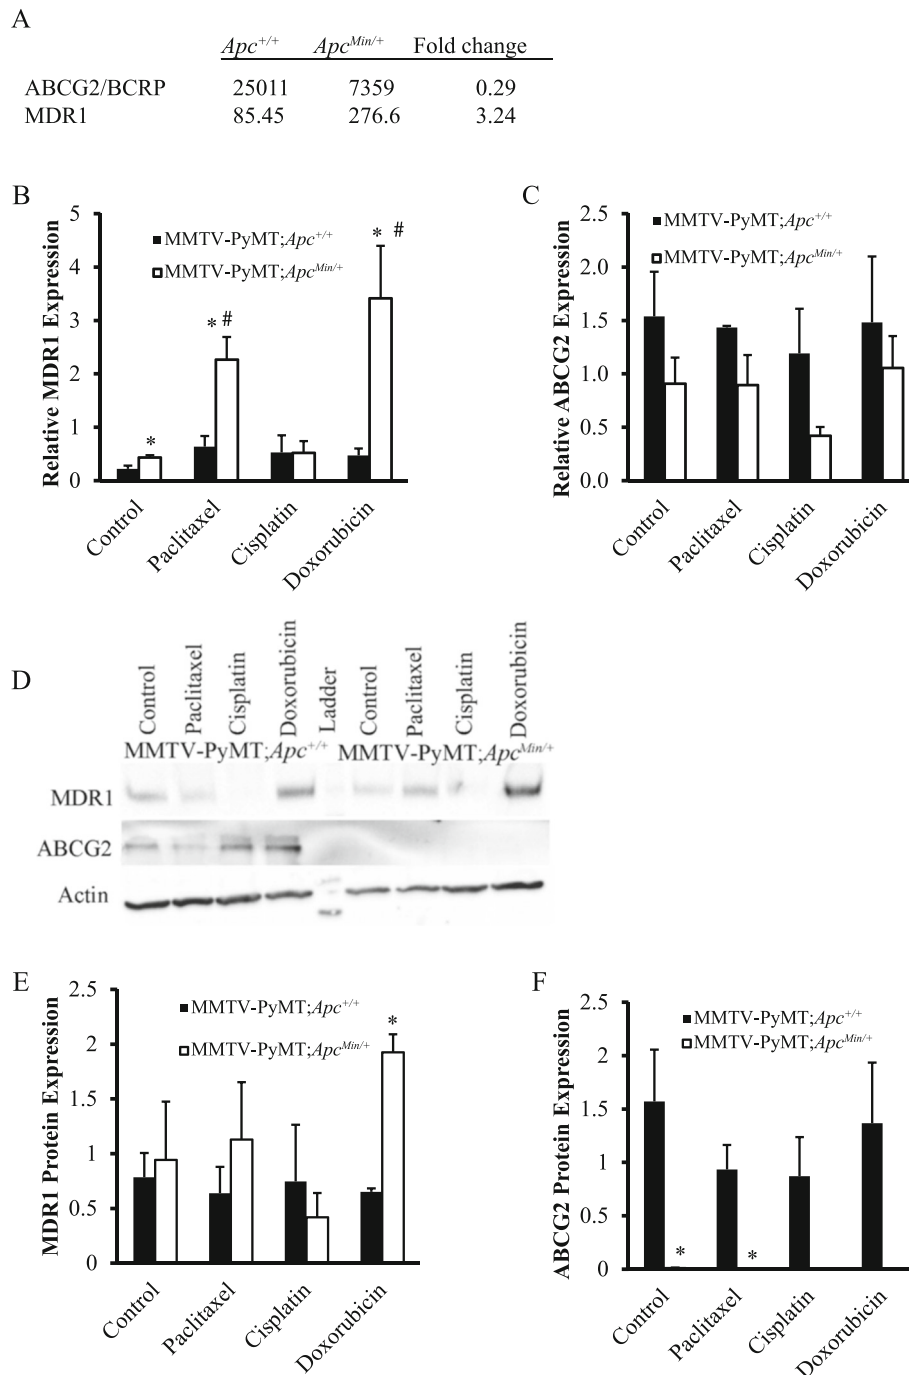 A
Apc+/+ ApcMin/+ Fold change
ABCG2/BCRP 25011 7359 0.29
MDR1 85.45 276.6 3.24
B
Relative MDR1 Expression
5
4
3
2
1
0
MMTV-PyMT;Apc+/+
MMTV-PyMT;ApcMin/+
*
* #
* #
Control
Paclitaxel
Cisplatin
Doxorubicin
C
Relative ABCG2 Expression
2.5
2.0
1.5
1.0
0.5
0.0
MMTV-PyMT;Apc+/+
MMTV-PyMT;ApcMin/+
Control
Paclitaxel
Cisplatin
Doxorubicin
D
Control
Paclitaxel
Cisplatin
Doxorubicin
Ladder
Control
Paclitaxel
Cisplatin
Doxorubicin
MMTV-PyMT;Apc+/+ MMTV-PyMT;ApcMin/+
MDR1
ABCG2
Actin
E
MDR1 Protein Expression
2.5
2
1.5
1
0.5
0
MMTV-PyMT;Apc+/+
MMTV-PyMT;ApcMin/+
*
Control
Paclitaxel
Cisplatin
Doxorubicin
F
ABCG2 Protein Expression
2.5
2
1.5
1
0.5
0
MMTV-PyMT;Apc+/+
MMTV-PyMT;ApcMin/+
*
*
Control
Paclitaxel
Cisplatin
Doxorubicin